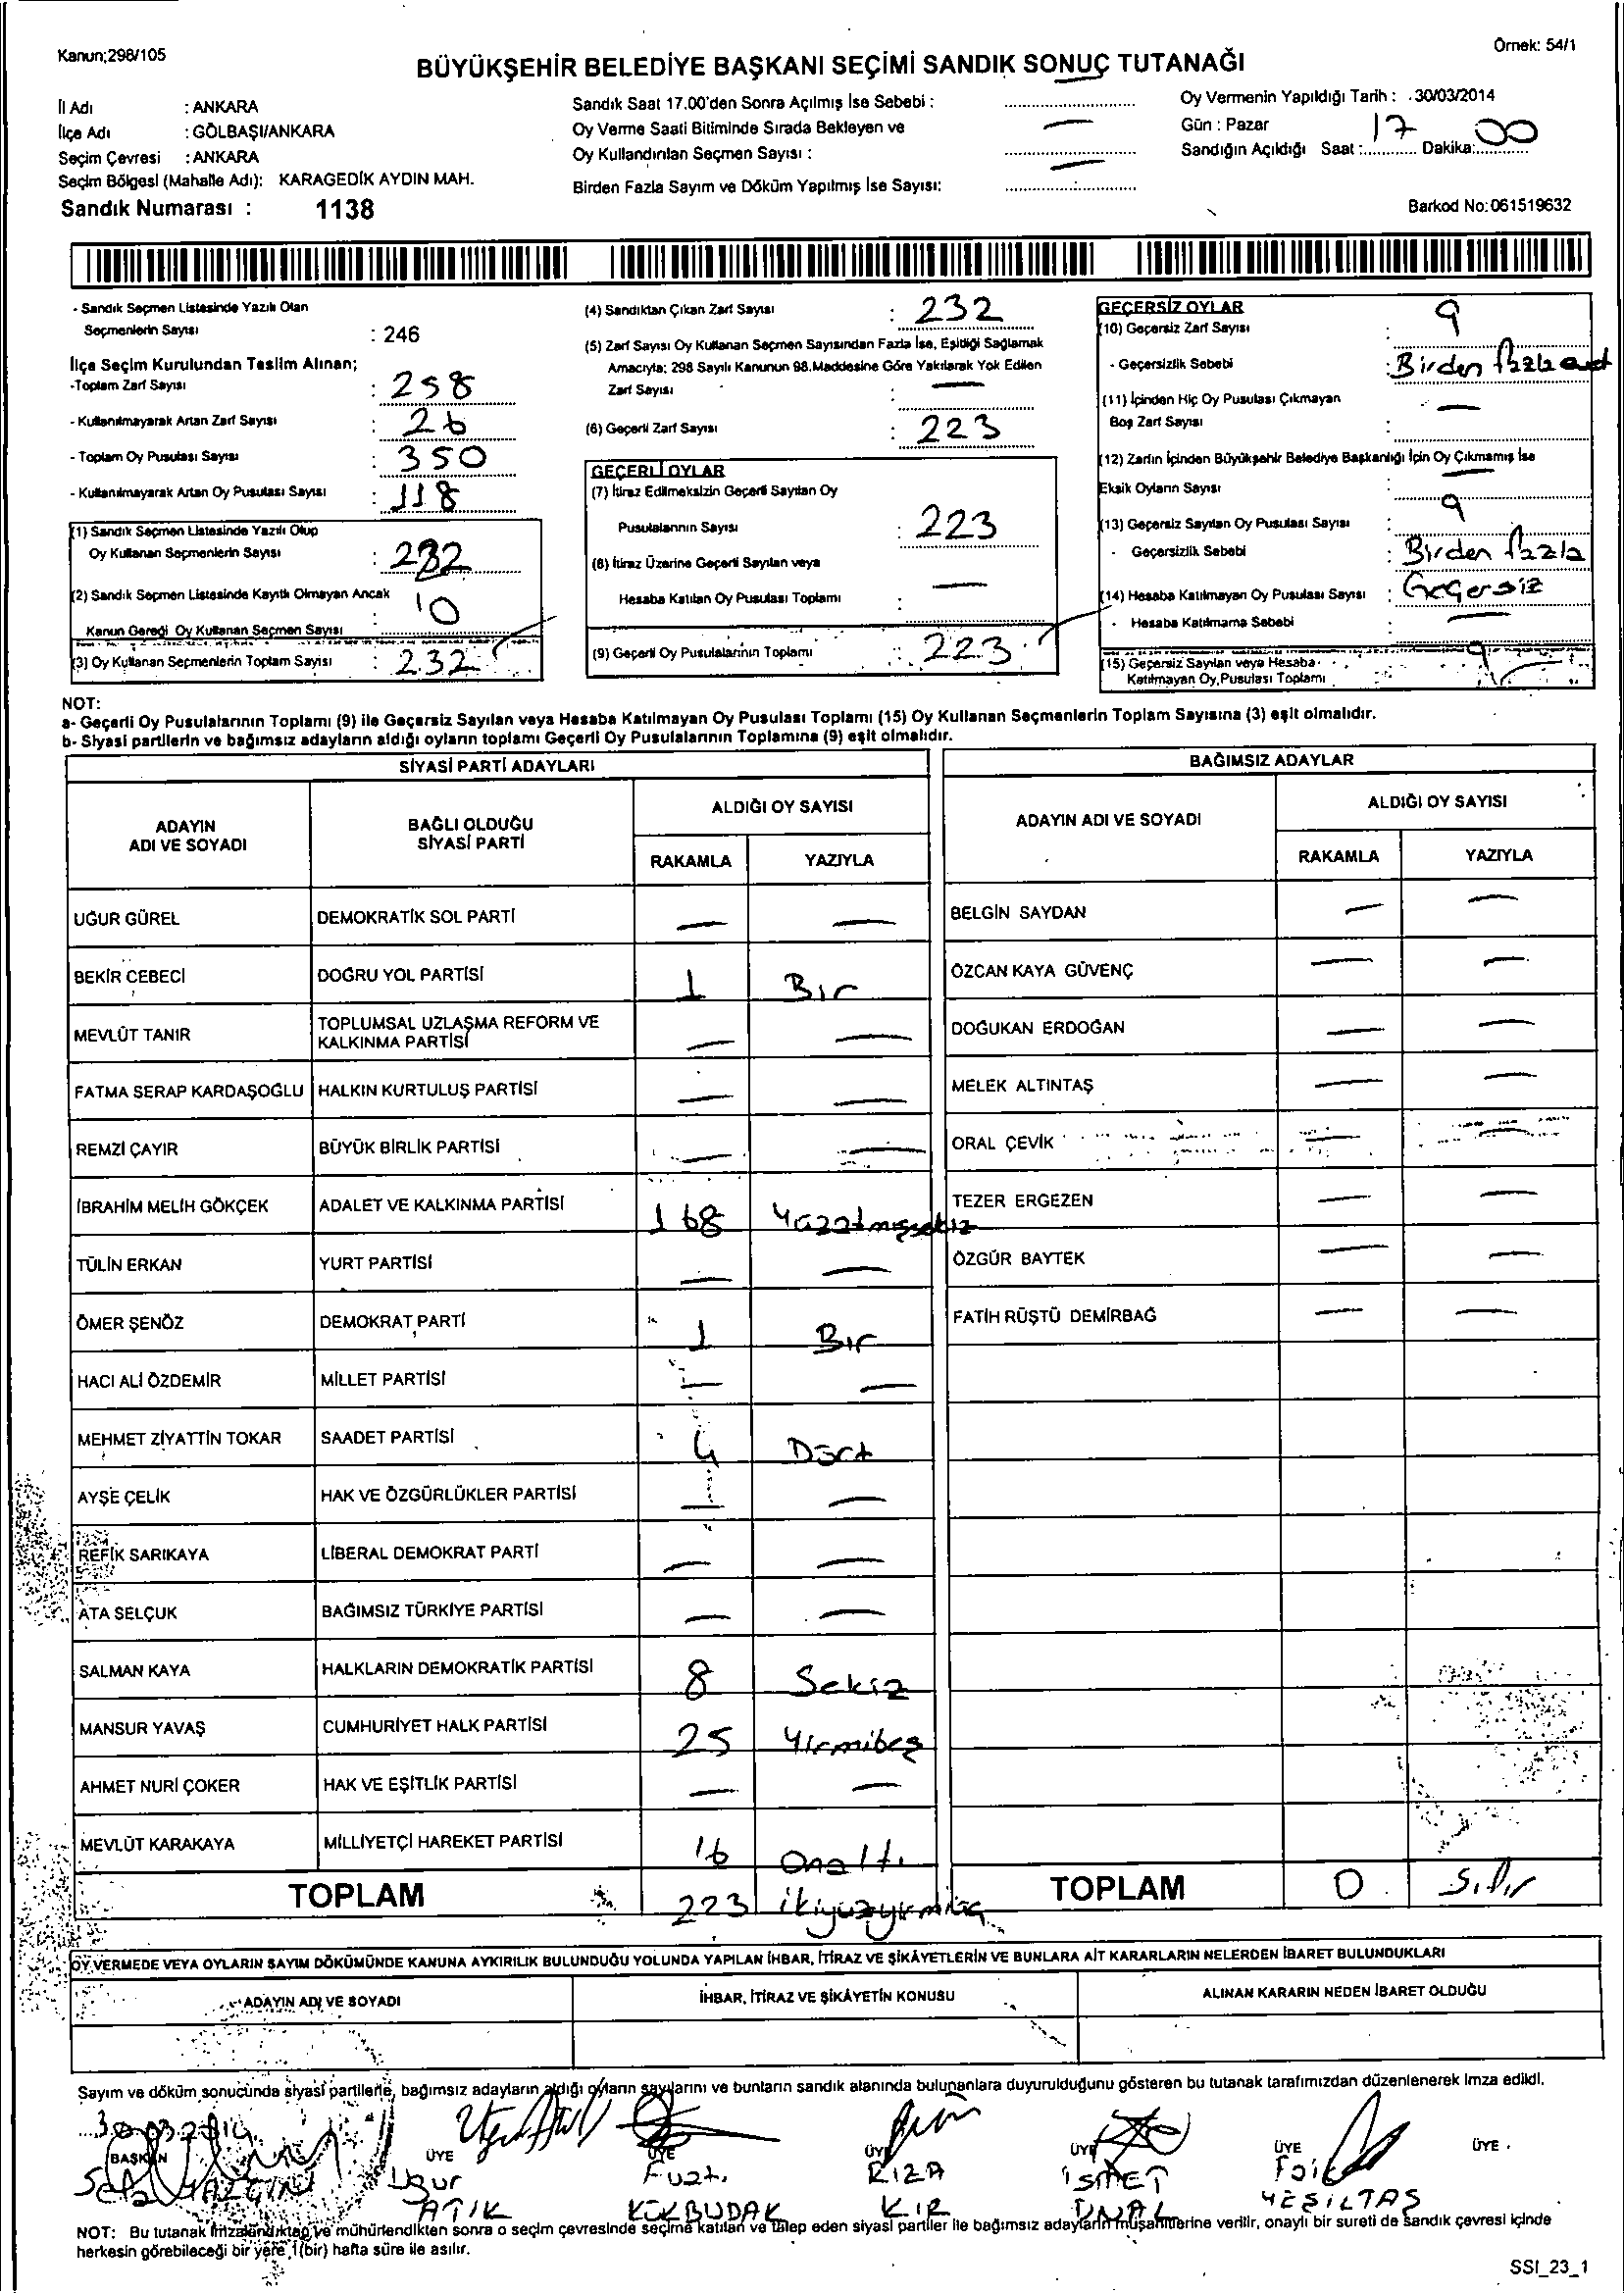 Kanun;298/105
Örnek: 54/1
BÜYÜKŞEHİR BELEDİYE BAŞKANI SEÇİMİ SANDIK SONUÇ TUTANAĞI
İl Adı : ANKARA
İlçe Adı : GÖLBAŞI/ANKARA
Seçim Çevresi : ANKARA
Seçim Bölgesi (Mahalle Adı): KARAGEDİK AYDIN MAH.
Sandık Numarası : 1138
Sandık Saat 17.00'den Sonra Açılmış İse Sebebi :
Oy Verme Saati Bitiminde Sırada Bekleyen ve
Oy Kullandırılan Seçmen Sayısı : —
Birden Fazla Sayım ve Döküm Yapılmış İse Sayısı: —
Oy Vermenin Yapıldığı Tarih : 30/03/2014
Gün : Pazar
Sandığın Açıldığı Saat : 17 Dakika: 00
Barkod No:061519632
- Sandık Seçmen Listesinde Yazılı Olan
Seçmenlerin Sayısı : 246
İlçe Seçim Kurulundan Teslim Alınan;
-Toplam Zarf Sayısı : 258
- Kullanılmayarak Artan Zarf Sayısı : 26
- Toplam Oy Pusulası Sayısı : 350
- Kullanılmayarak Artan Oy Pusulası Sayısı : 118
(1) Sandık Seçmen Listesinde Yazılı Olup
Oy Kullanan Seçmenlerin Sayısı : 232
(2) Sandık Seçmen Listesinde Kayıtlı Olmayan Ancak
Kanun Gereği Oy Kullanan Seçmen Sayısı : 10
(3) Oy Kullanan Seçmenlerin Toplam Sayısı : 232
(4) Sandıktan Çıkan Zarf Sayısı : 232
(5) Zarf Sayısı Oy Kullanan Seçmen Sayısından Fazla İse, Eşitliği Sağlamak
Amacıyla; 298 Sayılı Kanunun 98.Maddesine Göre Yakılarak Yok Edilen
Zarf Sayısı : —
(6) Geçerli Zarf Sayısı : 223
GEÇERLİ OYLAR
(7) İtiraz Edilmeksizin Geçerli Sayılan Oy
Pusulalarının Sayısı : 223
(8) İtiraz Üzerine Geçerli Sayılan veya
Hesaba Katılan Oy Pusulası Toplamı : —
(9) Geçerli Oy Pusulalarının Toplamı : 223
GEÇERSİZ OYLAR
(10) Geçersiz Zarf Sayısı : 9
- Geçersizlik Sebebi : Birden fazla
(11) İçinden Hiç Oy Pusulası Çıkmayan
Boş Zarf Sayısı : —
(12) Zarfın İçinden Büyükşehir Belediye Başkanlığı İçin Oy Çıkmamış İse
Eksik Oyların Sayısı : —
(13) Geçersiz Sayılan Oy Pusulası Sayısı : 9
- Geçersizlik Sebebi : Birden fazla
Geçersiz
(14) Hesaba Katılmayan Oy Pusulası Sayısı :
- Hesaba Katılmama Sebebi : —
(15) Geçersiz Sayılan veya Hesaba
Katılmayan Oy Pusulası Toplamı : 9
NOT:
a- Geçerli Oy Pusulalarının Toplamı (9) ile Geçersiz Sayılan veya Hesaba Katılmayan Oy Pusulası Toplamı (15) Oy Kullanan Seçmenlerin Toplam Sayısına (3) eşit olmalıdır.
b- Siyasi partilerin ve bağımsız adayların aldığı oyların toplamı Geçerli Oy Pusulalarının Toplamına (9) eşit olmalıdır.
SİYASİ PARTİ ADAYLARI
ADAYIN ADI VE SOYADI BAĞLI OLDUĞU SİYASİ PARTİ ALDIĞI OY SAYISI
RAKAMLA YAZIYLA
UĞUR GÜREL DEMOKRATİK SOL PARTİ — —
BEKİR CEBECİ DOĞRU YOL PARTİSİ 1 Bir
MEVLÜT TANIR TOPLUMSAL UZLAŞMA REFORM VE KALKINMA PARTİSİ — —
FATMA SERAP KARDAŞOĞLU HALKIN KURTULUŞ PARTİSİ — —
REMZİ ÇAYIR BÜYÜK BİRLİK PARTİSİ — —
İBRAHİM MELİH GÖKÇEK ADALET VE KALKINMA PARTİSİ 168 Yüzatmışsekiz
TÜLİN ERKAN YURT PARTİSİ — —
ÖMER ŞENÖZ DEMOKRAT PARTİ 1 Bir
HACI ALİ ÖZDEMİR MİLLET PARTİSİ — —
MEHMET ZİYATTİN TOKAR SAADET PARTİSİ 4 Dört
AYŞE ÇELİK HAK VE ÖZGÜRLÜKLER PARTİSİ — —
REFİK SARIKAYA LİBERAL DEMOKRAT PARTİ — —
ATA SELÇUK BAĞIMSIZ TÜRKİYE PARTİSİ — —
SALMAN KAYA HALKLARIN DEMOKRATİK PARTİSİ 8 Sekiz
MANSUR YAVAŞ CUMHURİYET HALK PARTİSİ 25 Yirmibeş
AHMET NURİ ÇOKER HAK VE EŞİTLİK PARTİSİ — —
MEVLÜT KARAKAYA MİLLİYETÇİ HAREKET PARTİSİ 16 Onaltı
TOPLAM 223 ikiyüzyirmiüç
BAĞIMSIZ ADAYLAR
ADAYIN ADI VE SOYADI ALDIĞI OY SAYISI
RAKAMLA YAZIYLA
BELGİN SAYDAN — —
ÖZCAN KAYA GÜVENÇ — —
DOĞUKAN ERDOĞAN — —
MELEK ALTINTAŞ — —
ORAL ÇEVİK — —
TEZER ERGEZEN — —
ÖZGÜR BAYTEK — —
FATİH RÜŞTÜ DEMİRBAĞ — —
TOPLAM 0 Sıfır
OY VERMEDE VEYA OYLARIN SAYIM DÖKÜMÜNDE KANUNA AYKIRILIK BULUNDUĞU YOLUNDA YAPILAN İHBAR, İTİRAZ VE ŞİKÂYETLERİN VE BUNLARA AİT KARARLARIN NELERDEN İBARET BULUNDUKLARI
ADAYIN ADI VE SOYADI İHBAR, İTİRAZ VE ŞİKÂYETİN KONUSU ALINAN KARARIN NEDEN İBARET OLDUĞU
Sayım ve döküm sonucunda siyasi partilerle, bağımsız adayların aldığı oyların sayılarını ve bunların sandık alanında bulunanlara duyurulduğunu gösteren bu tutanak tarafımızdan düzenlenerek imza edildi.
30.03.2014
BAŞKAN ÜYE ÜYE ÜYE ÜYE ÜYE ÜYE
Uğur Fuat RIZA İSMET Faik
ATIK KÖKBUDAK KIR ÜNAL YEŞİLTAŞ
NOT: Bu tutanak imzalandıktan ve mühürlendikten sonra o seçim çevresinde seçime katılan ve talep eden siyasi partiler ile bağımsız adayların müşahitlerine verilir, onaylı bir sureti de sandık çevresi içinde
herkesin görebileceği bir yere 1(bir) hafta süre ile asılır.
SSI_23_1